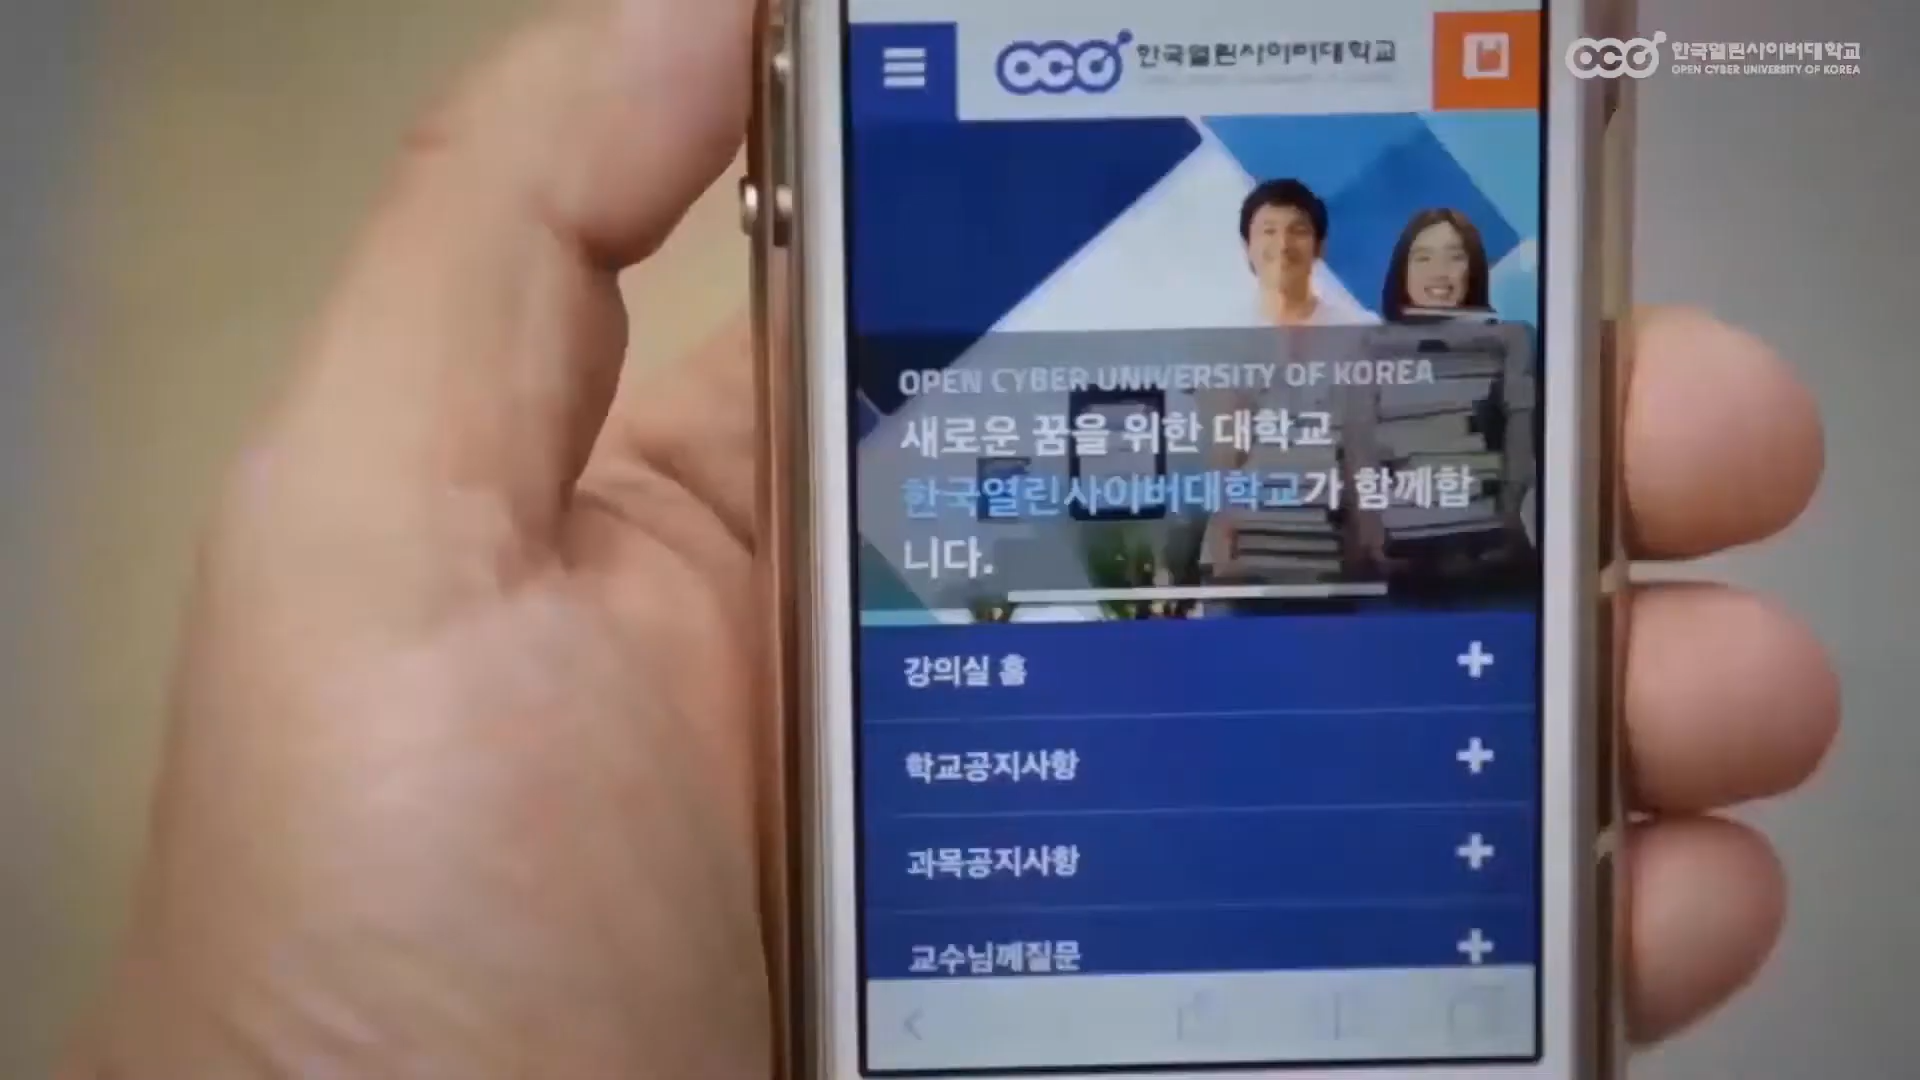 oco 한국열린사이버대학교
oco 한국열린사이버대학교
OPEN CYBER UNIVERSITY OF KOREA
OPEN CYBER UNIVERSITY OF KOREA
새로운 꿈을 위한 대학교
한국열린사이버대학교가 함께합
니다.
강의실 홈
학교공지사항
과목공지사항
교수님께질문